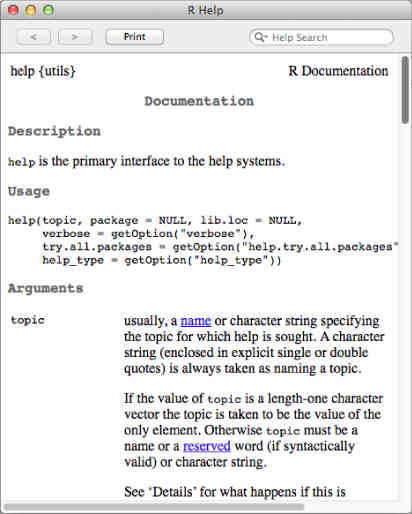 R Help
< > Print Help Search
help {utils} R Documentation
Documentation
Description
help is the primary interface to the help systems.
Usage
help(topic, package = NULL, lib.loc = NULL,
verbose = getOption("verbose"),
try.all.packages = getOption("help.try.all.packages"
help_type = getOption("help_type"))
Arguments
topic usually, a name or character string specifying
the topic for which help is sought. A character
string (enclosed in explicit single or double
quotes) is always taken as naming a topic.
If the value of topic is a length-one character
vector the topic is taken to be the value of the
only element. Otherwise topic must be a
name or a reserved word (if syntactically
valid) or character string.
See ‘Details’ for what happens if this is